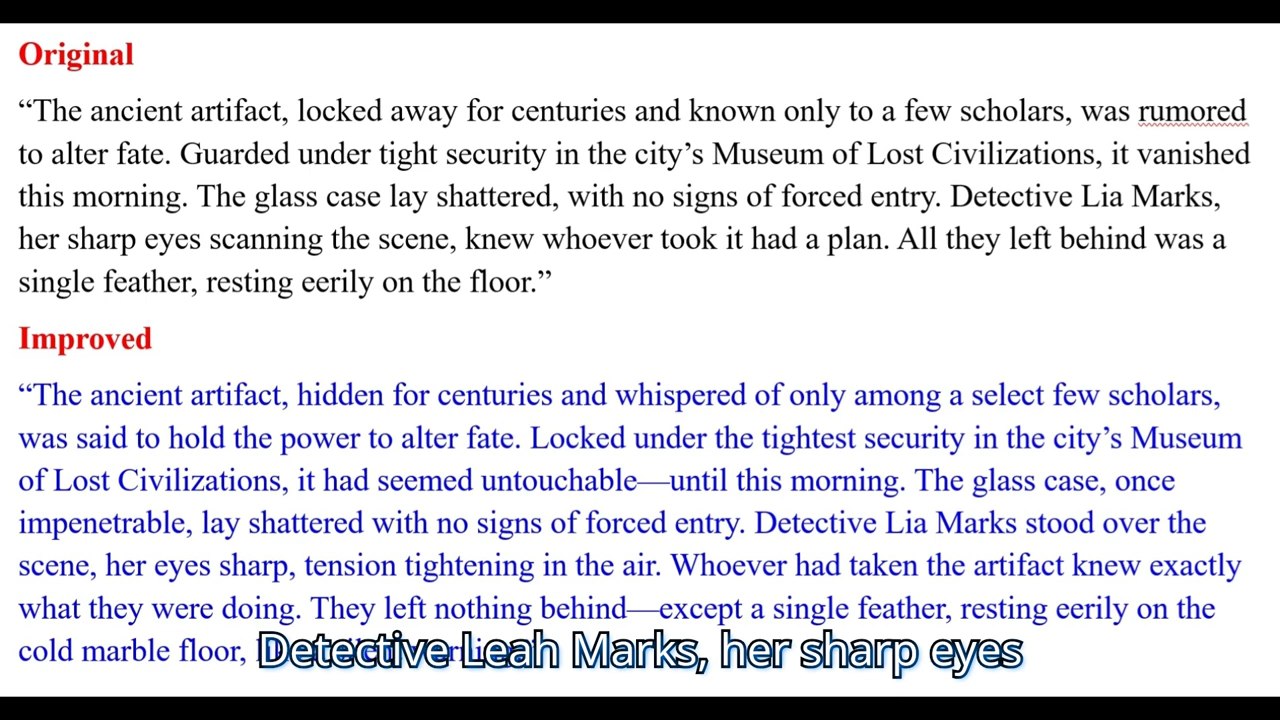 Original
“The ancient artifact, locked away for centuries and known only to a few scholars, was rumored
to alter fate. Guarded under tight security in the city’s Museum of Lost Civilizations, it vanished
this morning. The glass case lay shattered, with no signs of forced entry. Detective Lia Marks,
her sharp eyes scanning the scene, knew whoever took it had a plan. All they left behind was a
single feather, resting eerily on the floor.”
Improved
“The ancient artifact, hidden for centuries and whispered of only among a select few scholars,
was said to hold the power to alter fate. Locked under the tightest security in the city’s Museum
of Lost Civilizations, it had seemed untouchable—until this morning. The glass case, once
impenetrable, lay shattered with no signs of forced entry. Detective Lia Marks stood over the
scene, her eyes sharp, tension tightening in the air. Whoever had taken the artifact knew exactly
what they were doing. They left nothing behind—except a single feather, resting eerily on the
cold marble floor,
Detective Leah Marks, her sharp eyes